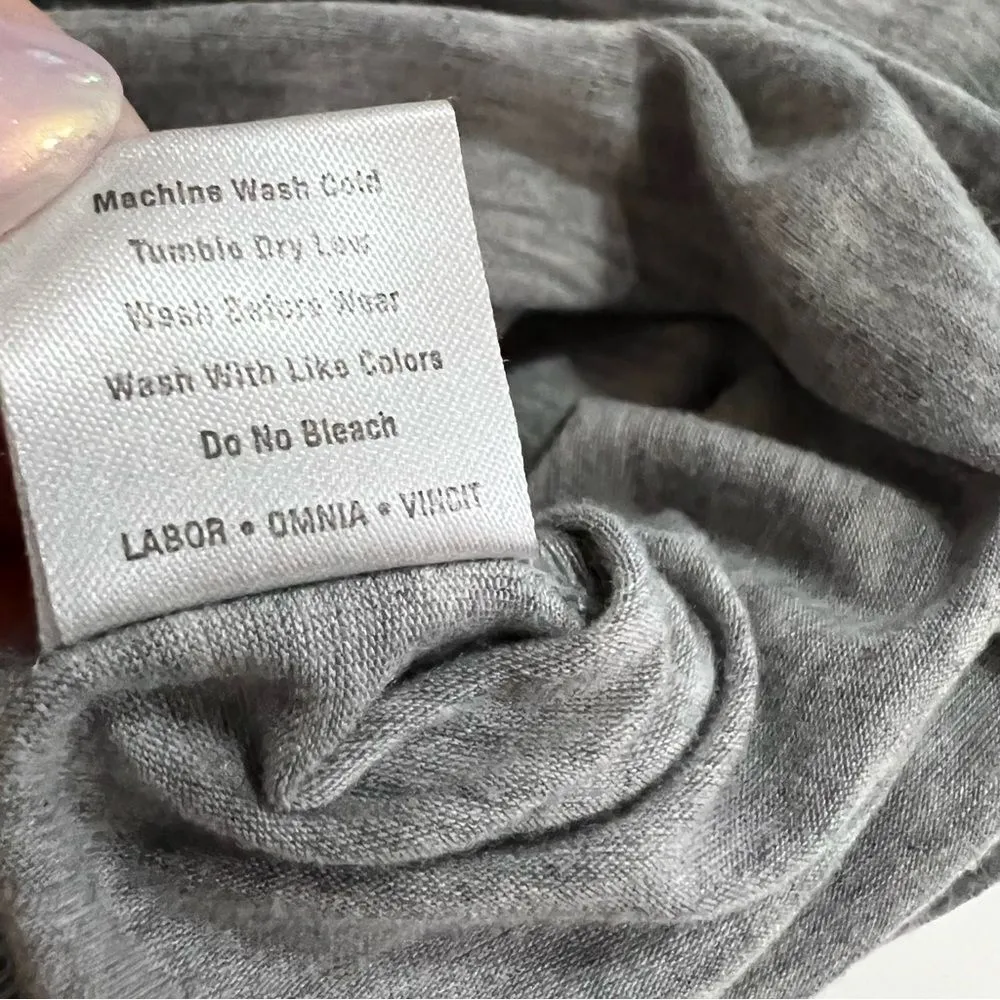 Machine Wash Cold
Tumble Dry Low
Wash Before Wear
Wash With Like Colors
Do No Bleach
LABOR • OMNIA • VINCIT